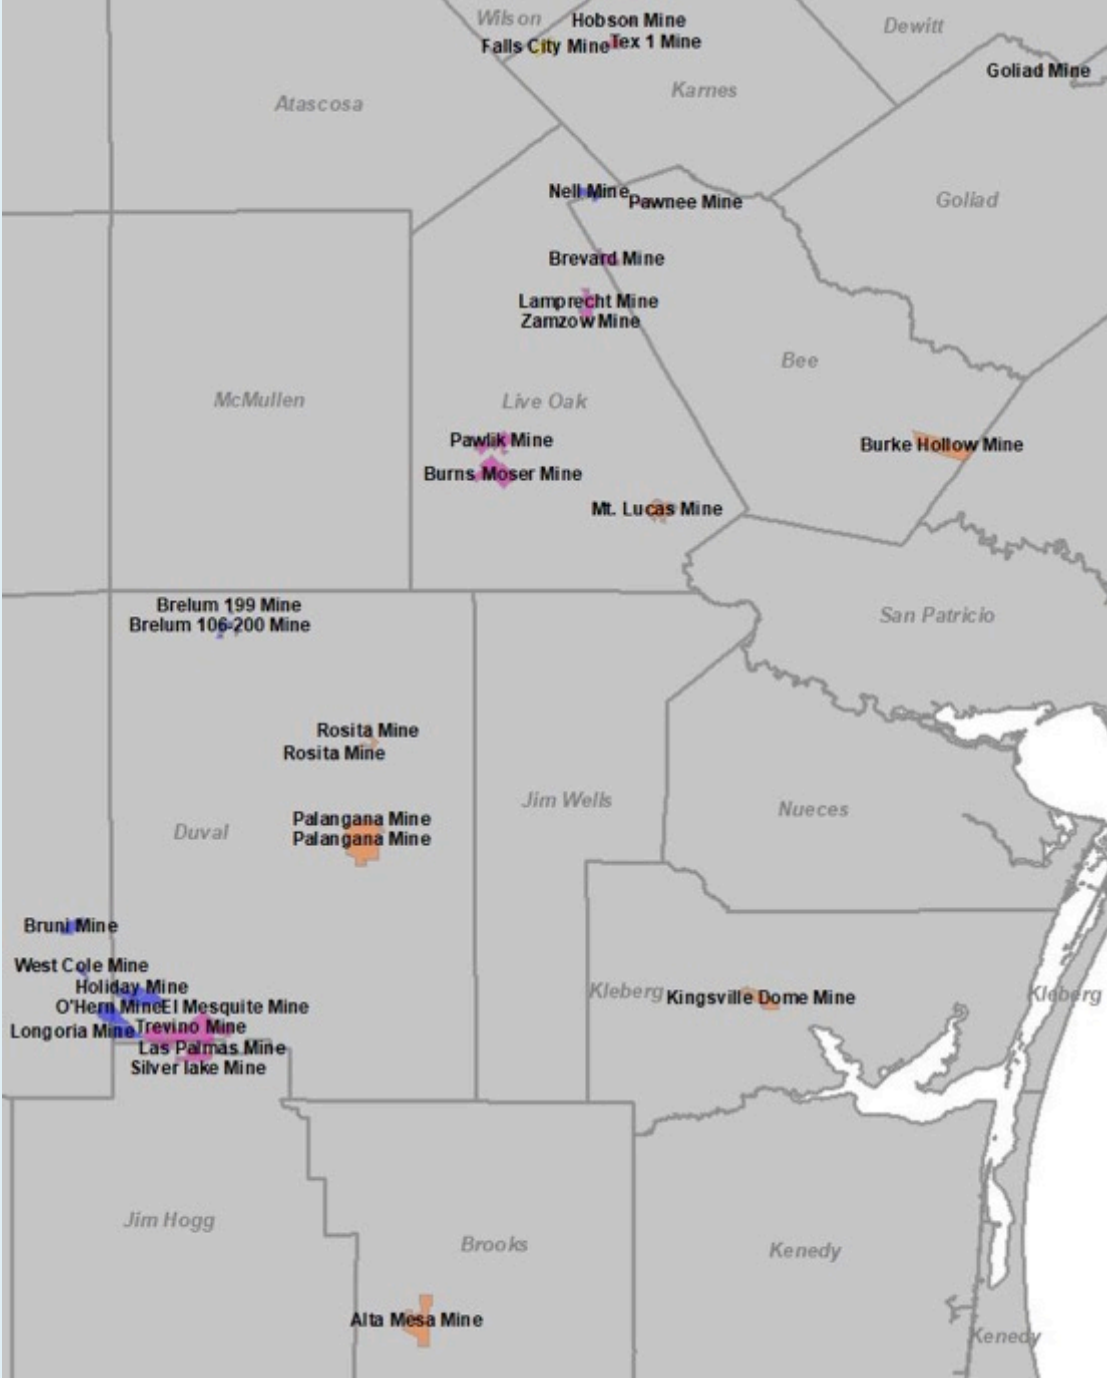 Wilson
Hobson Mine
Dewitt
Falls City Mine
Tex 1 Mine
Goliad Mine
Karnes
Atascosa
Nell Mine
Pawnee Mine
Goliad
Brevard Mine
Lamprecht Mine
Zamzow Mine
Bee
McMullen
Live Oak
Pawlik Mine
Burke Hollow Mine
Burns Moser Mine
Mt. Lucas Mine
Brelum 199 Mine
Brelum 106-200 Mine
San Patricio
Rosita Mine
Rosita Mine
Jim Wells
Nueces
Palangana Mine
Duval
Palangana Mine
Bruni Mine
West Cole Mine
Holiday Mine
Kleberg
Kingsville Dome Mine
Kleberg
O'Hern Mine
El Mesquite Mine
Longoria Mine
Trevino Mine
Las Palmas Mine
Silver lake Mine
Jim Hogg
Brooks
Kenedy
Alta Mesa Mine
Kenedy